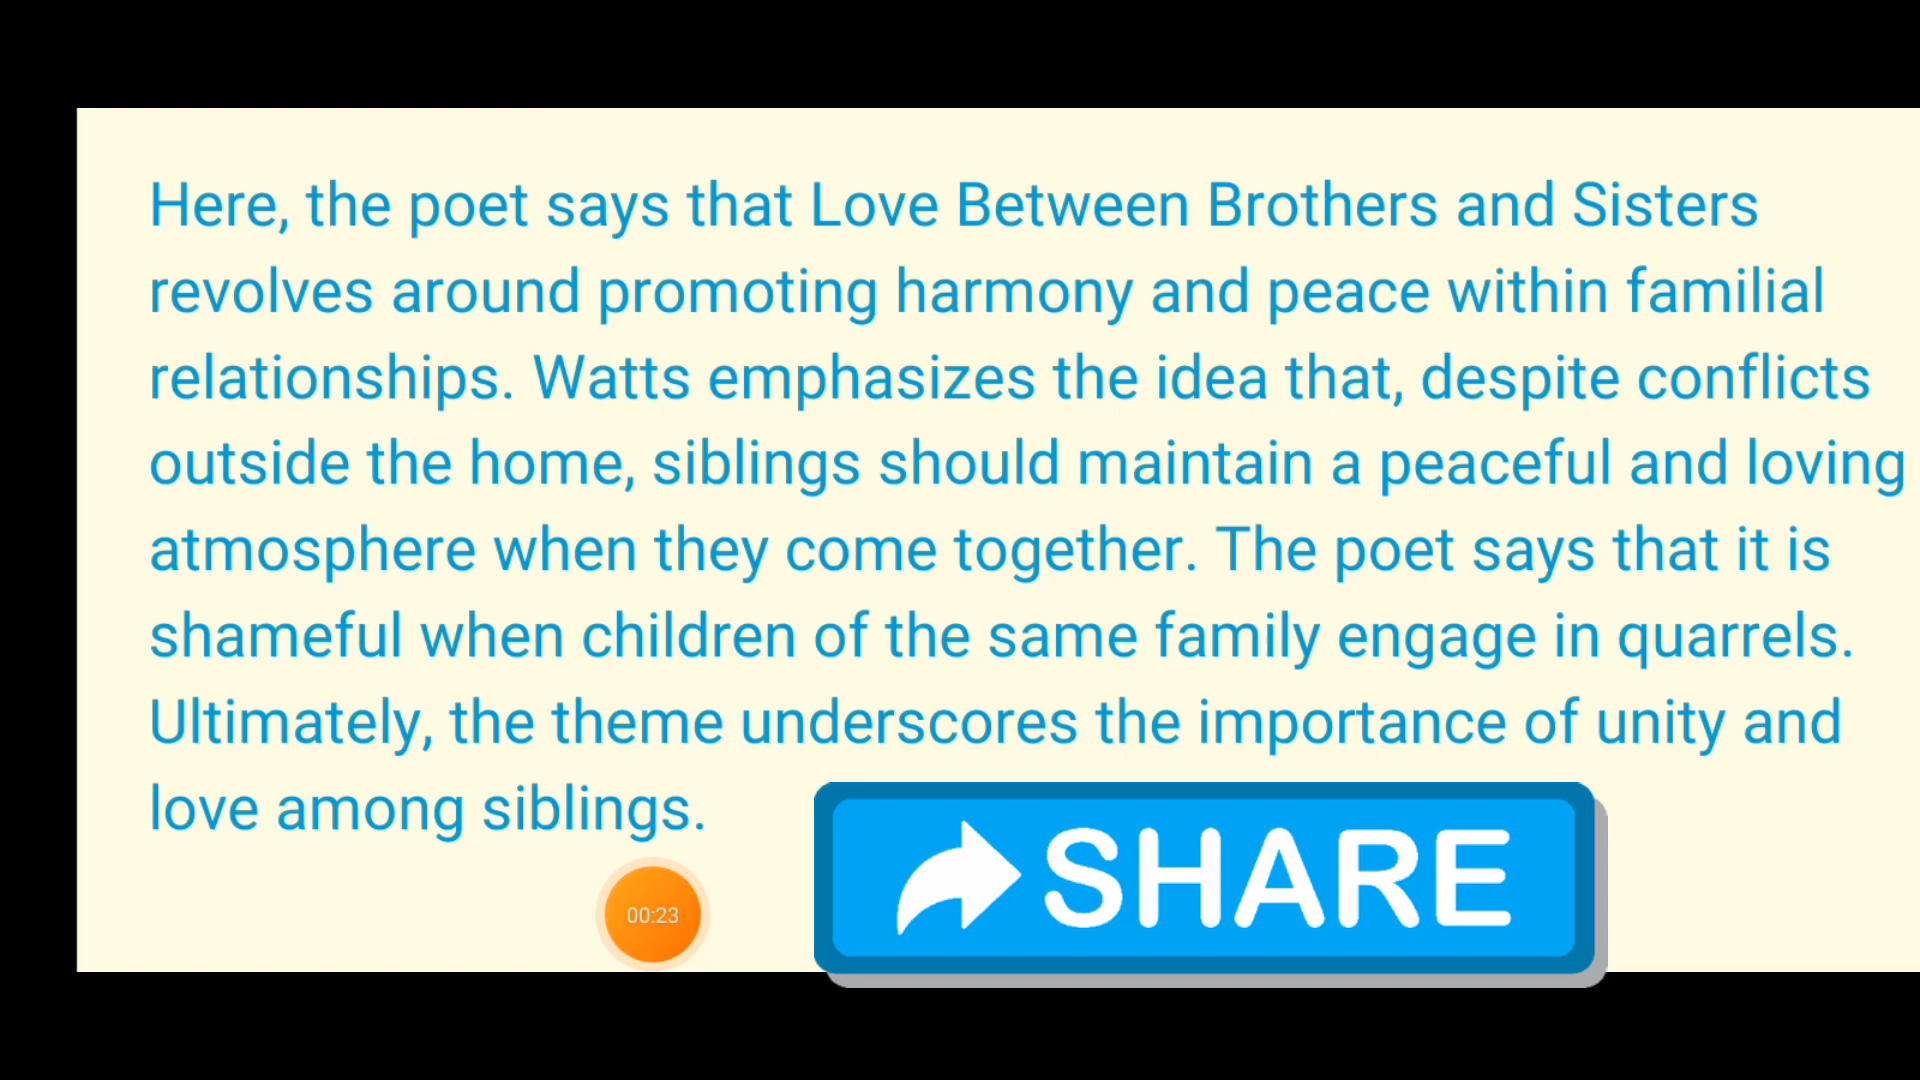 Here, the poet says that Love Between Brothers and Sisters
revolves around promoting harmony and peace within familial
relationships. Watts emphasizes the idea that, despite conflicts
outside the home, siblings should maintain a peaceful and loving
atmosphere when they come together. The poet says that it is
shameful when children of the same family engage in quarrels.
Ultimately, the theme underscores the importance of unity and
love among siblings.
SHARE
00:23